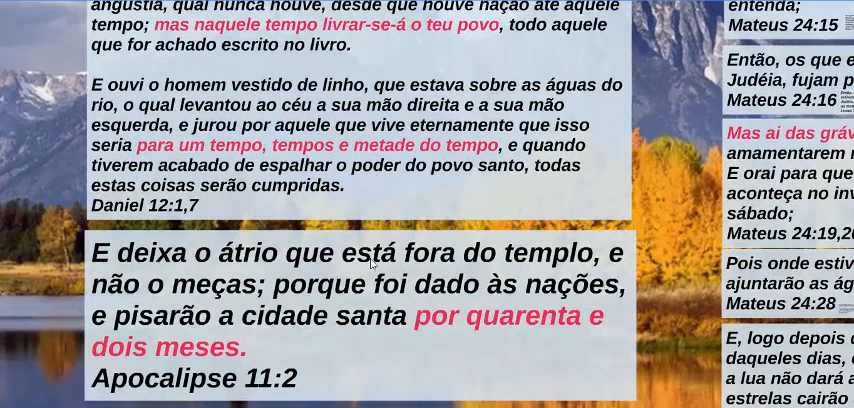 angústia, qual nunca houve, desde que houve nação até aquele
tempo; mas naquele tempo livrar-se-á o teu povo, todo aquele
que for achado escrito no livro.
E ouvi o homem vestido de linho, que estava sobre as águas do
rio, o qual levantou ao céu a sua mão direita e a sua mão
esquerda, e jurou por aquele que vive eternamente que isso
seria para um tempo, tempos e metade do tempo, e quando
tiverem acabado de espalhar o poder do povo santo, todas
estas coisas serão cumpridas.
Daniel 12:1,7
E deixa o átrio que está fora do templo, e
não o meças; porque foi dado às nações,
e pisarão a cidade santa por quarenta e
dois meses.
Apocalipse 11:2
entenda;
Mateus 24:15
Então, os que e
Judéia, fujam p
Mateus 24:16
Mas ai das gráv
amamentarem
E orai para que
aconteça no inv
sábado;
Mateus 24:19,20
Pois onde estiv
ajuntarão as ág
Mateus 24:28
E, logo depois d
daqueles dias,
a lua não dará a
estrelas cairão